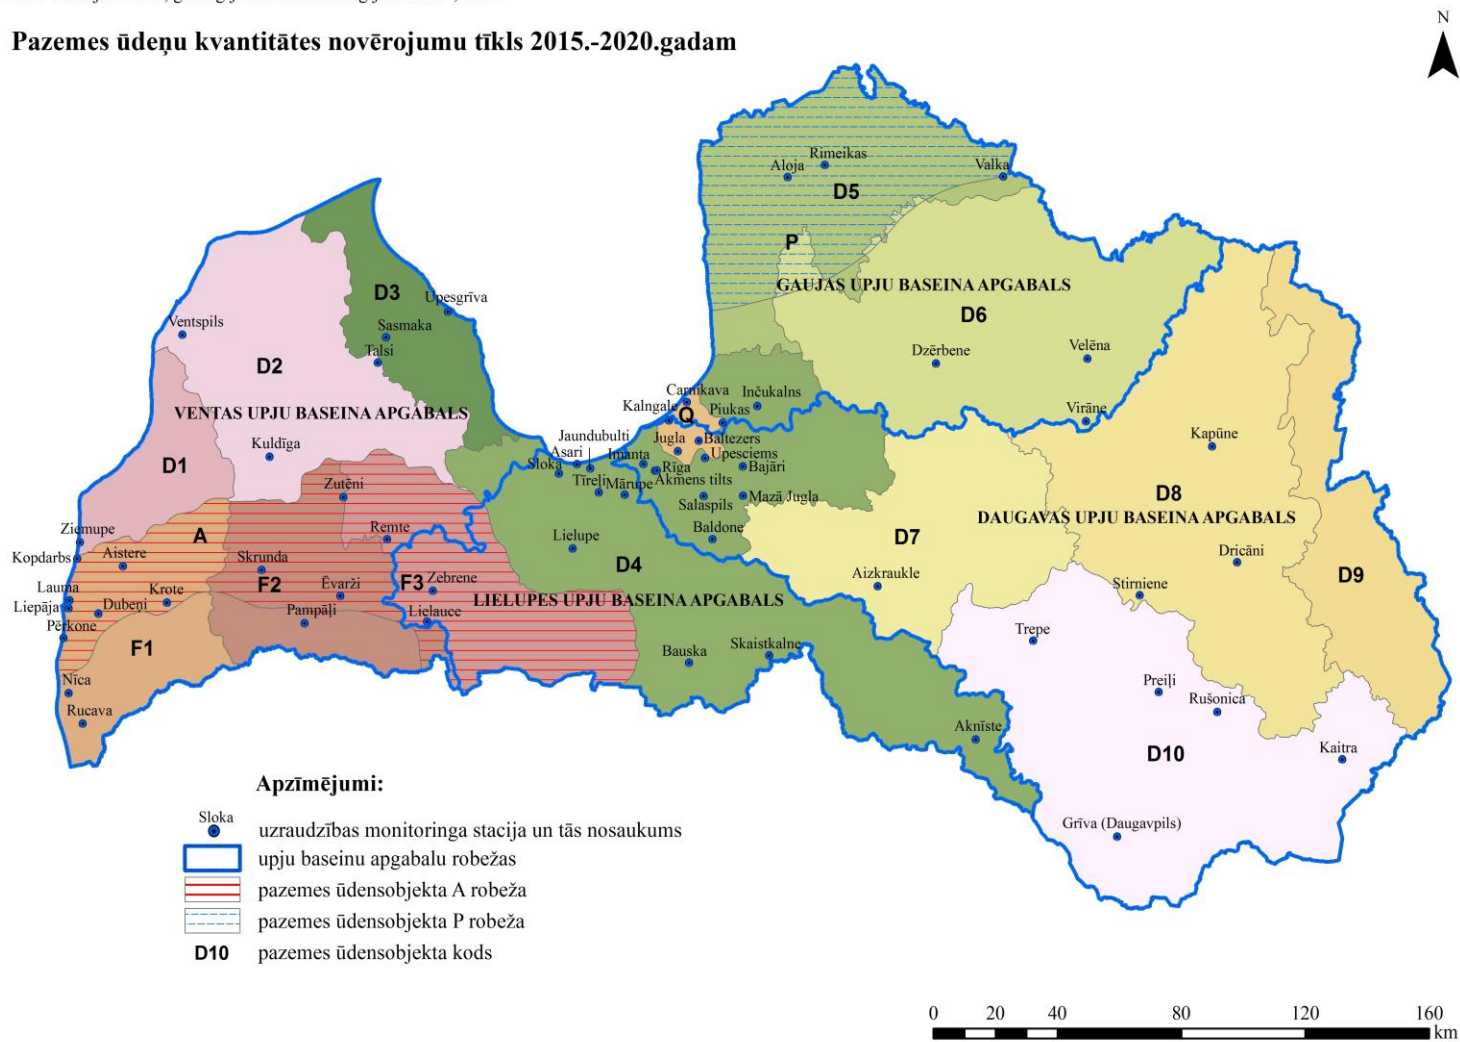 Pazemes ūdeņu kvantitātes novērojumu tīkls 2015.-2020.gadam
N
Rimeikas
Aloja
Valka
D5
P
GAUJAS UPJU BASEINA APGABALS
D6
Dzērbene
Velēna
Virāne
D3
Upesgrīva
Ventspils
Sasmaka
Talsi
D2
VENTAS UPJU BASEINA APGABALS
Kuldīga
D1
Carnikava
Inčukalns
Kalngale
Q
Piukas
Jaundubulti
Jugla
Baltezers
Asari
Imanta
Upesciems
Sloka
Rīga
Bajāri
Tīreļi
Mārupe
Akmens tilts
Salaspils
Mazā Jugla
Baldone
Kapūne
D8
DAUGAVAS UPJU BASEINA APGABALS
D7
Dricāni
Aizkraukle
Stirniene
D9
Zutēni
Ziemupe
A
Remte
Kopdarbs
Aistere
Skrunda
Lielupe
D4
Lauma
Krote
F2
Ēvarži
F3
Zebrene
Liepāja
Dubeņi
Pampāļi
Lielauce
LIELUPES UPJU BASEINA APGABALS
Pērkone
F1
Bauska
Skaistkalne
Trepe
Nīca
Rucava
Preiļi
Rušonica
Aknīste
D10
Kaitra
Grīva (Daugavpils)
Apzīmējumi:
Sloka
uzraudzības monitoringa stacija un tās nosaukums
upju baseinu apgabalu robežas
pazemes ūdensobjekta A robeža
pazemes ūdensobjekta P robeža
D10 pazemes ūdensobjekta kods
0 20 40 80 120 160
km